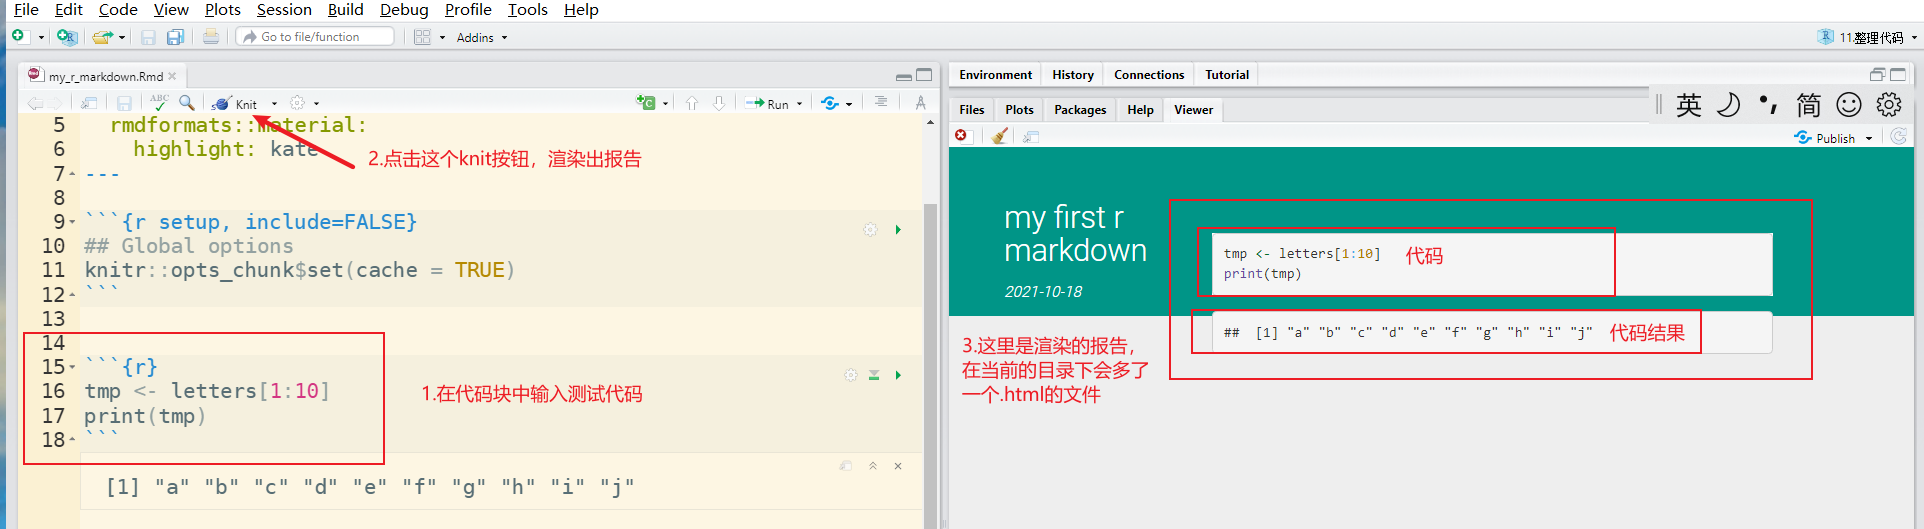 File Edit Code View Plots Session Build Debug Profile Tools Help
Go to file/function Addins 11.整理代码
my_r_markdown.Rmd
ABC Knit Run
5 rmdformats::material:
6 highlight: kate
7 ---
8
9 ```{r setup, include=FALSE}
10 ## Global options
11 knitr::opts_chunk$set(cache = TRUE)
12 ```
13
14
15 ```{r}
16 tmp <- letters[1:10]
17 print(tmp)
18 ```
[1] "a" "b" "c" "d" "e" "f" "g" "h" "i" "j"
2.点击这个knit按钮，渲染出报告
1.在代码块中输入测试代码
Environment History Connections Tutorial
Files Plots Packages Help Viewer
英 简
Publish
my first r
markdown
2021-10-18
tmp <- letters[1:10]
print(tmp)
代码
## [1] "a" "b" "c" "d" "e" "f" "g" "h" "i" "j"
代码结果
3.这里是渲染的报告，
在当前的目录下会多了
一个.html的文件